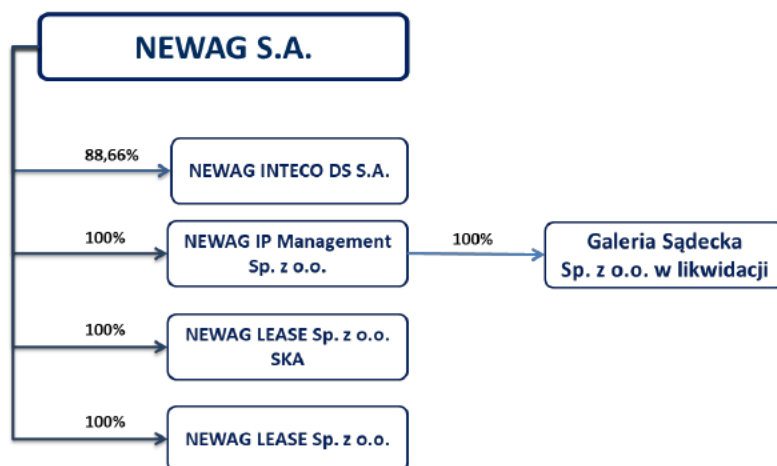 NEWAG S.A.
88,66%
NEWAG INTECO DS S.A.
100%
NEWAG IP Management
Sp. z o.o.
100%
Galeria Sądecka
Sp. z o.o. w likwidacji
100%
NEWAG LEASE Sp. z o.o.
SKA
100%
NEWAG LEASE Sp. z o.o.